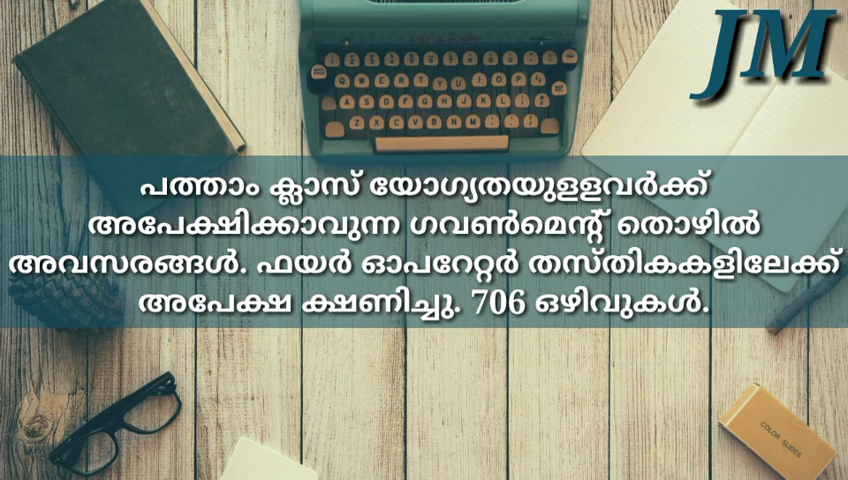 JM
പത്താം ക്ലാസ് യോഗ്യതയുളളവർക്ക്
അപേക്ഷിക്കാവുന്ന ഗവൺമെന്റ് തൊഴിൽ
അവസരങ്ങൾ. ഫയർ ഓപറേറ്റർ തസ്തികകളിലേക്ക്
അപേക്ഷ ക്ഷണിച്ചു. 706 ഒഴിവുകൾ.
Q W E R T Y U I O P
A S D F G H J K L
Z X C V B N M
COLOR SLIDES